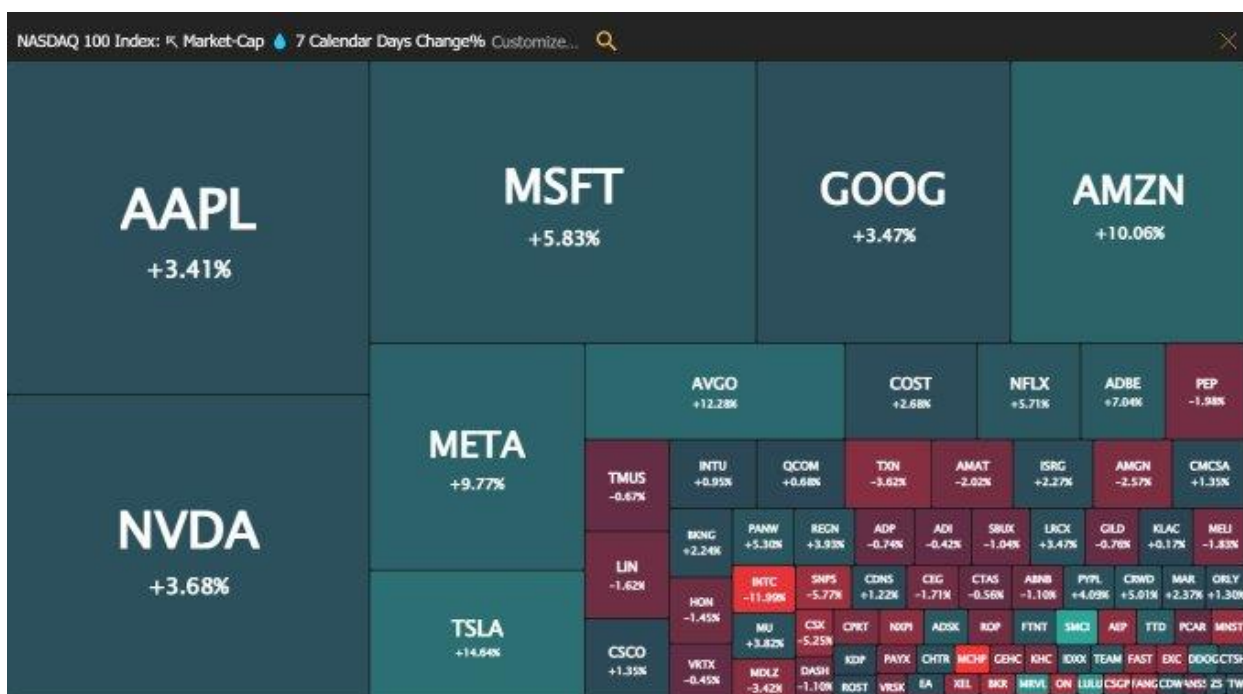 NASDAQ 100 Index: Market-Cap 7 Calendar Days Change% Customize...
AAPL
+3.41%
MSFT
+5.83%
GOOG
+3.47%
AMZN
+10.06%
NVDA
+3.68%
META
+9.77%
TSLA
+14.64%
AVGO
+12.28%
COST
+2.68%
NFLX
+5.71%
ADBE
+7.04%
PEP
-1.98%
TMUS
-0.67%
LIN
-1.62%
CSCO
+1.35%
INTU
+0.95%
QCOM
+0.68%
TXN
-3.62%
AMAT
-2.02%
ISRG
+2.27%
AMGN
-2.57%
CMCSA
+1.35%
BKNG
+2.24%
HON
-1.45%
VRTX
-0.45%
PANW
+5.30%
REGN
+3.93%
ADP
-0.74%
ADI
-0.42%
SBUX
-1.04%
LRCX
+3.47%
GILD
-0.76%
KLAC
+0.17%
MELI
-1.83%
INTC
-11.99%
SNPS
-5.77%
CDNS
+1.22%
CEG
-1.71%
CTAS
-0.56%
ABNB
-1.10%
PYPL
+4.09%
CRWD
+5.01%
MAR
+2.37%
ORLY
+1.30%
MU
+3.82%
CSX
-5.25%
MDLZ
-3.42%
DASH
-1.10%
CPRT NXPI ADSK ROP FTNT SMCI AEP TTD PCAR MNST
KDP PAYX CHTR MCHP GEHC KHC IDXX TEAM FAST EXC DDOG CTSH
ROST VRSK EA XEL BKR MRVL ON LULU CSGP FANG CDW ANSS ZS TW